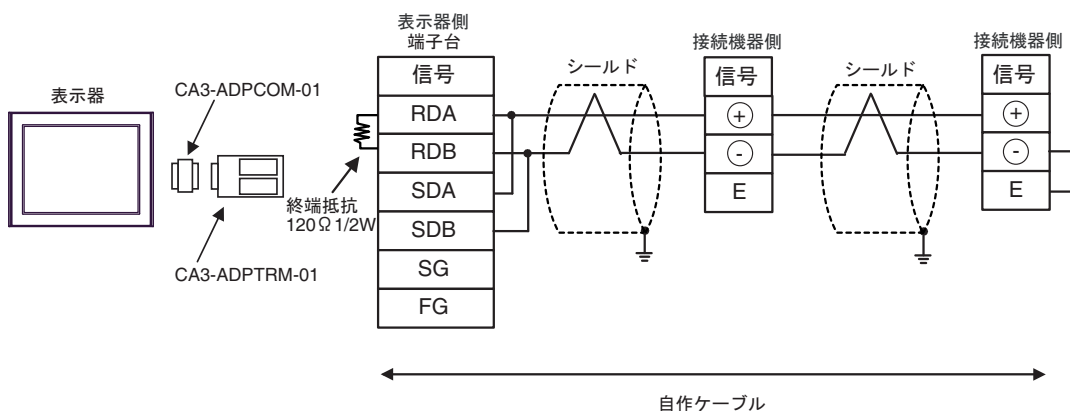 表示器
CA3-ADPCOM-01
CA3-ADPTRM-01
終端抵抗
120Ω1/2W
表示器側
端子台
信号
RDA
RDB
SDA
SDB
SG
FG
シールド
接続機器側
信号
+
-
E
シールド
接続機器側
信号
+
-
E
自作ケーブル